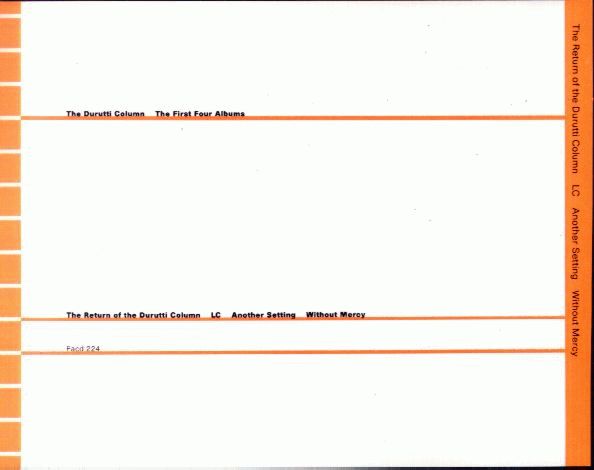 The Durutti Column The First Four Albums
The Return of the Durutti Column LC Another Setting Without Mercy
Facd 224
The Return of the Durutti Column LC Another Setting Without Mercy